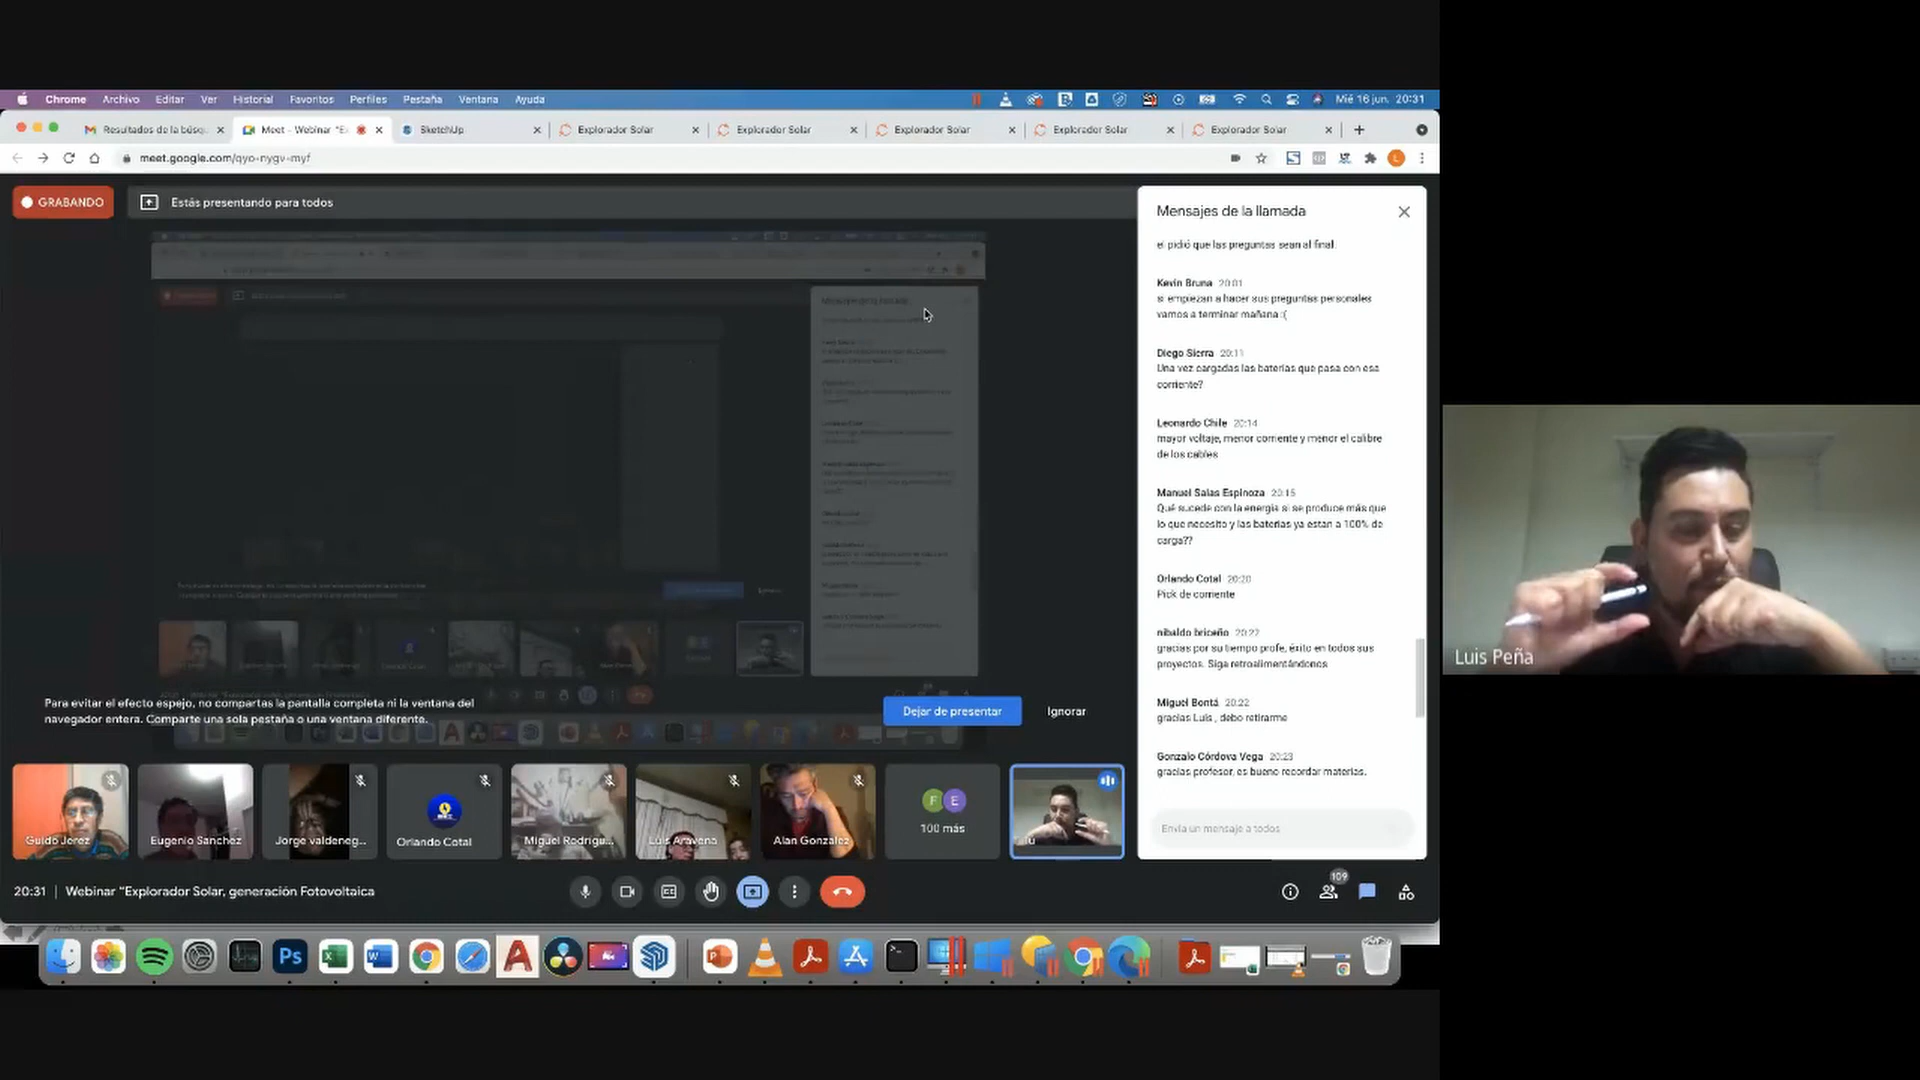 Chrome Archivo Editar Ver Historial Favoritos Perfiles Pestaña Ventana Ayuda
Mié 16 jun. 20:31
Resultados de la búsq
Meet - Webinar "Ex
SketchUp
Explorador Solar
Explorador Solar
Explorador Solar
Explorador Solar
Explorador Solar
meet.google.com/qyo-nygv-myf
L
GRABANDO
Estás presentando para todos
Mensajes de la llamada
el pidió que las preguntas sean al final.
Kevin Bruna 20:01
si empiezan a hacer sus preguntas personales
vamos a terminar mañana :(
Diego Sierra 20:11
Una vez cargadas las baterías que pasa con esa
corriente?
Leonardo Chile 20:14
mayor voltaje, menor corriente y menor el calibre
de los cables
Manuel Salas Espinoza 20:15
Qué sucede con la energia si se produce más que
lo que necesito y las baterias ya estan a 100% de
carga??
Orlando Cotal 20:20
Pick de corriente
nibaldo briceño 20:22
gracias por su tiempo profe, éxito en todos sus
proyectos. Siga retroalimentándonos
Miguel Bontá 20:22
gracias Luis , debo retirarme
Gonzalo Córdova Vega 20:23
gracias profesor, es bueno recordar materias.
Envía un mensaje a todos
Luis Peña
Para evitar el efecto espejo, no compartas la pantalla completa ni la ventana del
navegador entera. Comparte una sola pestaña o una ventana diferente.
Dejar de presentar
Ignorar
Guido Jerez
Eugenio Sanchez
Jorge valdeneg...
Orlando Cotal
Miguel Rodrigu...
Luis Aravena
Alan González
F E
100 más
Tú
20:31 | Webinar "Explorador Solar, generación Fotovoltaica
109
Ps